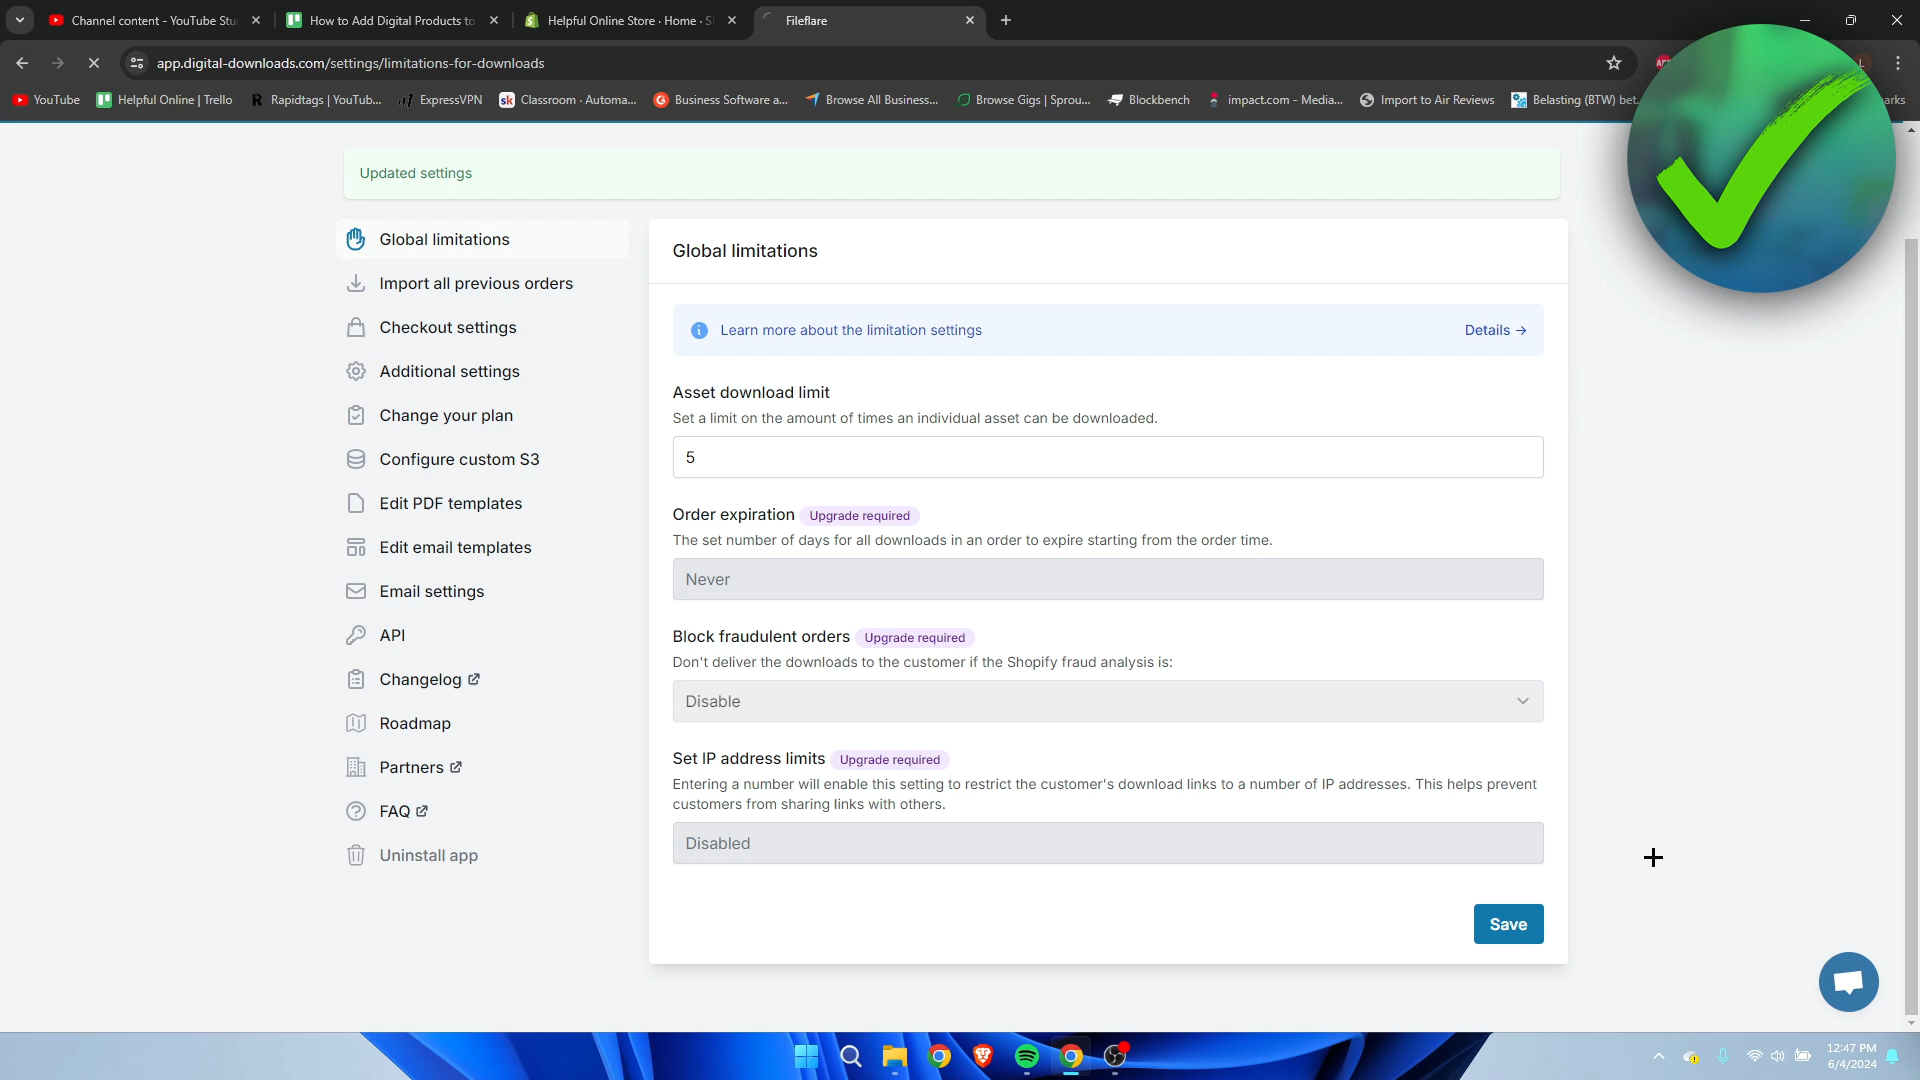 Channel content - YouTube Stu
How to Add Digital Products to
Helpful Online Store · Home · S
Fileflare
app.digital-downloads.com/settings/limitations-for-downloads
YouTube
Helpful Online | Trello
Rapidtags | YouTub...
ExpressVPN
Classroom - Automa...
Business Software a...
Browse All Business...
Browse Gigs | Sprou...
Blockbench
impact.com - Media...
Import to Air Reviews
Belasting (BTW) bet
Updated settings
Global limitations
Import all previous orders
Checkout settings
Additional settings
Change your plan
Configure custom S3
Edit PDF templates
Edit email templates
Email settings
API
Changelog
Roadmap
Partners
FAQ
Uninstall app
Global limitations
Learn more about the limitation settings
Details →
Asset download limit
Set a limit on the amount of times an individual asset can be downloaded.
5
Order expiration Upgrade required
The set number of days for all downloads in an order to expire starting from the order time.
Never
Block fraudulent orders Upgrade required
Don't deliver the downloads to the customer if the Shopify fraud analysis is:
Disable
Set IP address limits Upgrade required
Entering a number will enable this setting to restrict the customer's download links to a number of IP addresses. This helps prevent
customers from sharing links with others.
Disabled
Save
12:47 PM
6/4/2024